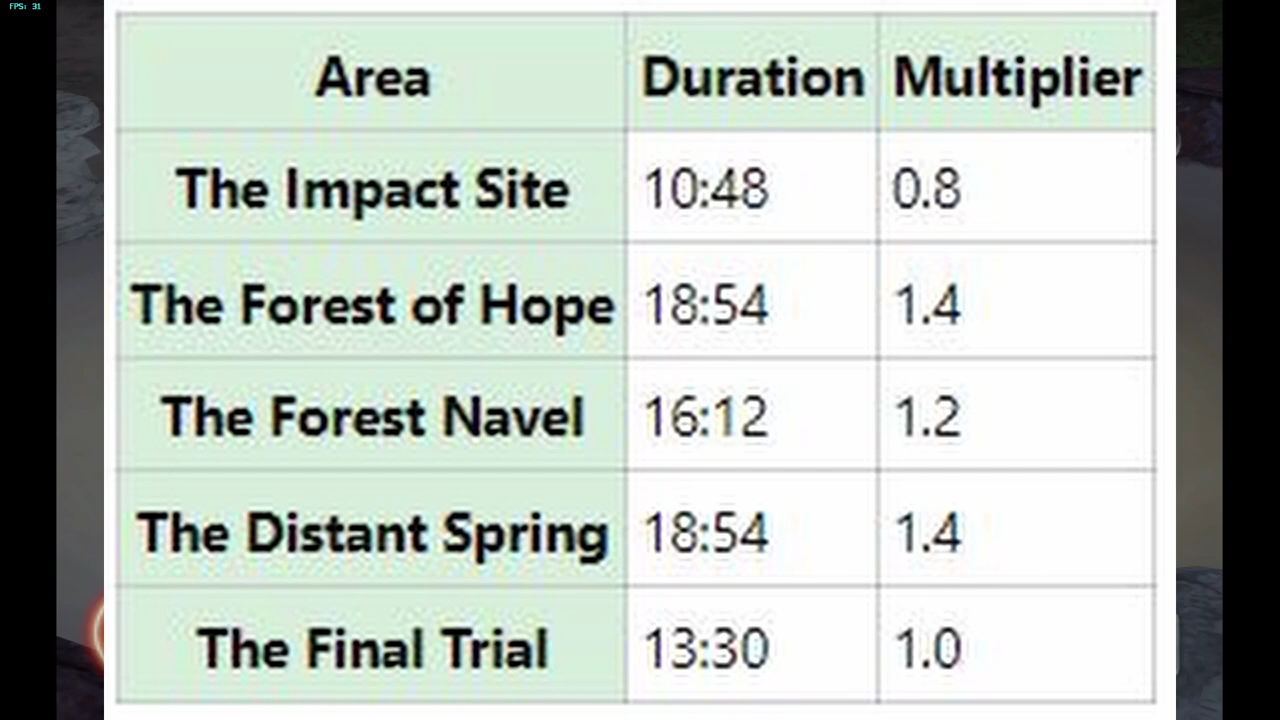 FPS: 31
Area Duration Multiplier
The Impact Site 10:48 0.8
The Forest of Hope 18:54 1.4
The Forest Navel 16:12 1.2
The Distant Spring 18:54 1.4
The Final Trial 13:30 1.0